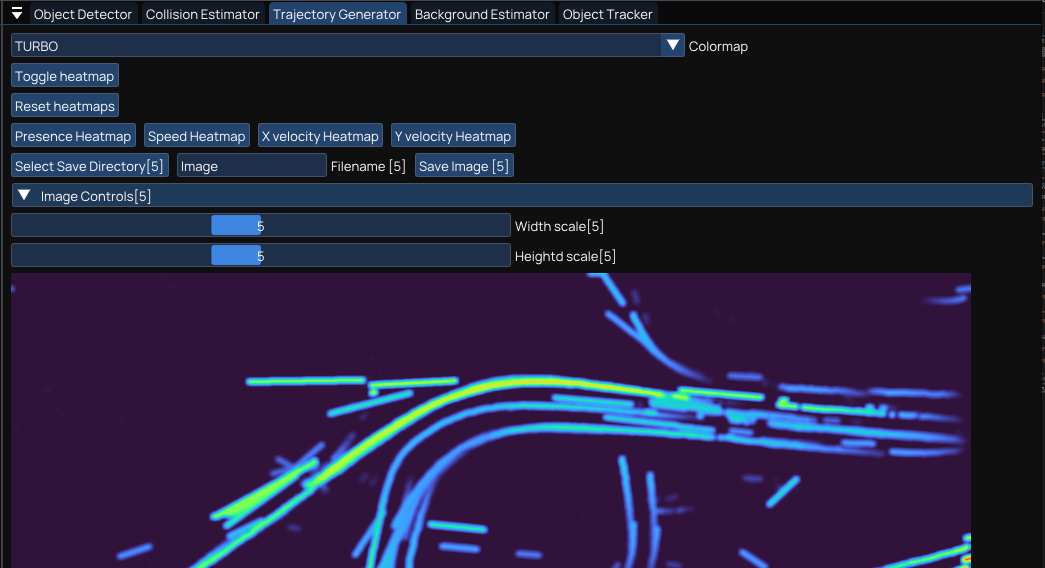 Object Detector Collision Estimator Trajectory Generator Background Estimator Object Tracker
TURBO Colormap
Toggle heatmap
Reset heatmaps
Presence Heatmap Speed Heatmap X velocity Heatmap Y velocity Heatmap
Select Save Directory[5] Image Filename [5] Save Image [5]
Image Controls[5]
5 Width scale[5]
5 Heightd scale[5]